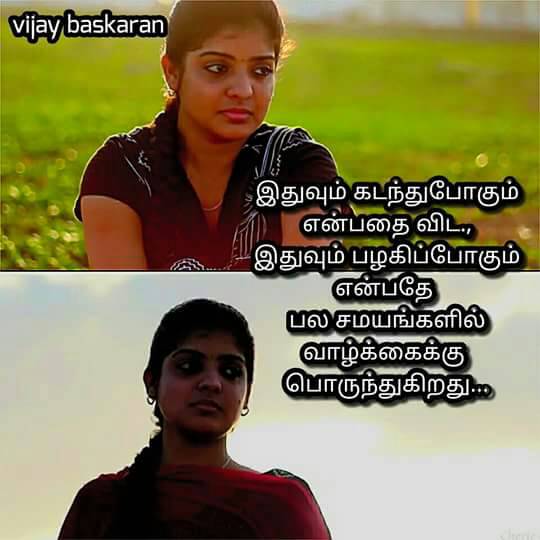 vijay baskaran
இதுவும் கடந்துபோகும்
என்பதை விட.,
இதுவும் பழகிப்போகும்
என்பதே
பல சமயங்களில்
வாழ்க்கைக்கு
பொருந்துகிறது...